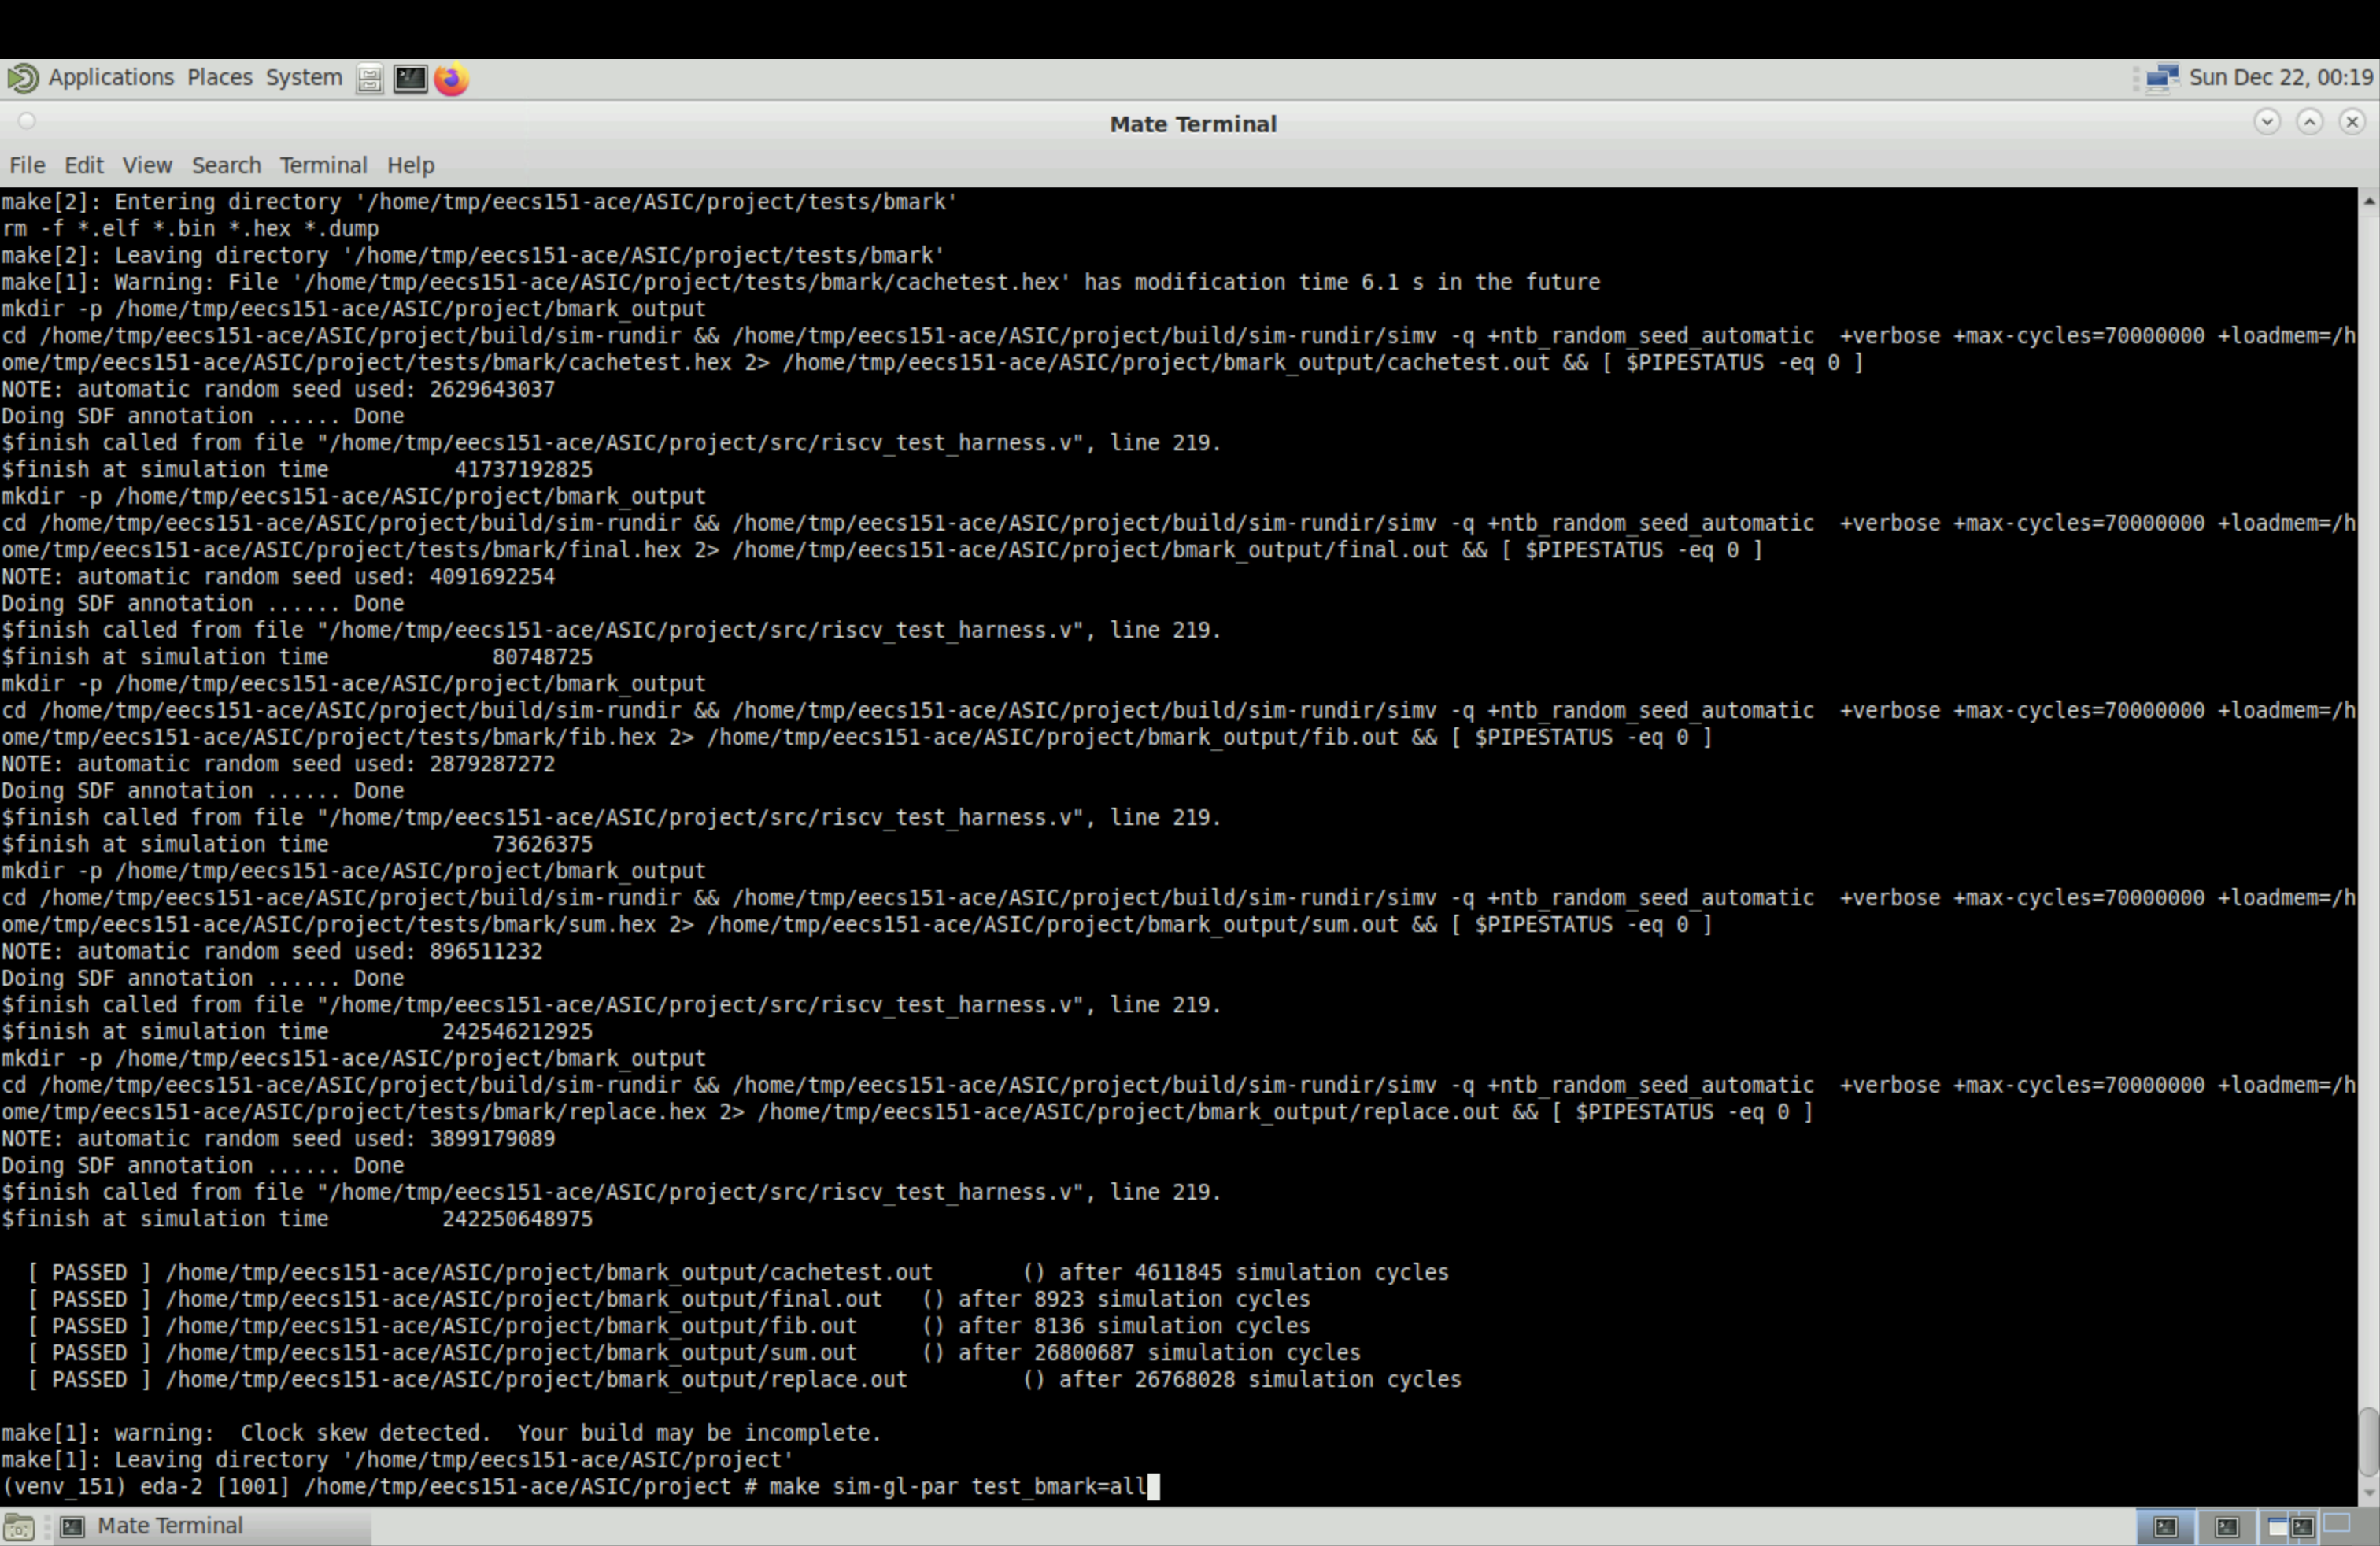 Applications Places System
Sun Dec 22, 00:19
Mate Terminal
File Edit View Search Terminal Help
make[2]: Entering directory '/home/tmp/eecs151-ace/ASIC/project/tests/bmark'
rm -f *.elf *.bin *.hex *.dump
make[2]: Leaving directory '/home/tmp/eecs151-ace/ASIC/project/tests/bmark'
make[1]: Warning: File '/home/tmp/eecs151-ace/ASIC/project/tests/bmark/cachetest.hex' has modification time 6.1 s in the future
mkdir -p /home/tmp/eecs151-ace/ASIC/project/bmark_output
cd /home/tmp/eecs151-ace/ASIC/project/build/sim-rundir && /home/tmp/eecs151-ace/ASIC/project/build/sim-rundir/simv -q +ntb_random_seed_automatic  +verbose +max-cycles=70000000 +loadmem=/h
ome/tmp/eecs151-ace/ASIC/project/tests/bmark/cachetest.hex 2> /home/tmp/eecs151-ace/ASIC/project/bmark_output/cachetest.out && [ $PIPESTATUS -eq 0 ]
NOTE: automatic random seed used: 2629643037
Doing SDF annotation ...... Done
$finish called from file "/home/tmp/eecs151-ace/ASIC/project/src/riscv_test_harness.v", line 219.
$finish at simulation time          41737192825
mkdir -p /home/tmp/eecs151-ace/ASIC/project/bmark_output
cd /home/tmp/eecs151-ace/ASIC/project/build/sim-rundir && /home/tmp/eecs151-ace/ASIC/project/build/sim-rundir/simv -q +ntb_random_seed_automatic  +verbose +max-cycles=70000000 +loadmem=/h
ome/tmp/eecs151-ace/ASIC/project/tests/bmark/final.hex 2> /home/tmp/eecs151-ace/ASIC/project/bmark_output/final.out && [ $PIPESTATUS -eq 0 ]
NOTE: automatic random seed used: 4091692254
Doing SDF annotation ...... Done
$finish called from file "/home/tmp/eecs151-ace/ASIC/project/src/riscv_test_harness.v", line 219.
$finish at simulation time             80748725
mkdir -p /home/tmp/eecs151-ace/ASIC/project/bmark_output
cd /home/tmp/eecs151-ace/ASIC/project/build/sim-rundir && /home/tmp/eecs151-ace/ASIC/project/build/sim-rundir/simv -q +ntb_random_seed_automatic  +verbose +max-cycles=70000000 +loadmem=/h
ome/tmp/eecs151-ace/ASIC/project/tests/bmark/fib.hex 2> /home/tmp/eecs151-ace/ASIC/project/bmark_output/fib.out && [ $PIPESTATUS -eq 0 ]
NOTE: automatic random seed used: 2879287272
Doing SDF annotation ...... Done
$finish called from file "/home/tmp/eecs151-ace/ASIC/project/src/riscv_test_harness.v", line 219.
$finish at simulation time             73626375
mkdir -p /home/tmp/eecs151-ace/ASIC/project/bmark_output
cd /home/tmp/eecs151-ace/ASIC/project/build/sim-rundir && /home/tmp/eecs151-ace/ASIC/project/build/sim-rundir/simv -q +ntb_random_seed_automatic  +verbose +max-cycles=70000000 +loadmem=/h
ome/tmp/eecs151-ace/ASIC/project/tests/bmark/sum.hex 2> /home/tmp/eecs151-ace/ASIC/project/bmark_output/sum.out && [ $PIPESTATUS -eq 0 ]
NOTE: automatic random seed used: 896511232
Doing SDF annotation ...... Done
$finish called from file "/home/tmp/eecs151-ace/ASIC/project/src/riscv_test_harness.v", line 219.
$finish at simulation time         242546212925
mkdir -p /home/tmp/eecs151-ace/ASIC/project/bmark_output
cd /home/tmp/eecs151-ace/ASIC/project/build/sim-rundir && /home/tmp/eecs151-ace/ASIC/project/build/sim-rundir/simv -q +ntb_random_seed_automatic  +verbose +max-cycles=70000000 +loadmem=/h
ome/tmp/eecs151-ace/ASIC/project/tests/bmark/replace.hex 2> /home/tmp/eecs151-ace/ASIC/project/bmark_output/replace.out && [ $PIPESTATUS -eq 0 ]
NOTE: automatic random seed used: 3899179089
Doing SDF annotation ...... Done
$finish called from file "/home/tmp/eecs151-ace/ASIC/project/src/riscv_test_harness.v", line 219.
$finish at simulation time         242250648975
[ PASSED ] /home/tmp/eecs151-ace/ASIC/project/bmark_output/cachetest.out       () after 4611845 simulation cycles
[ PASSED ] /home/tmp/eecs151-ace/ASIC/project/bmark_output/final.out   () after 8923 simulation cycles
[ PASSED ] /home/tmp/eecs151-ace/ASIC/project/bmark_output/fib.out     () after 8136 simulation cycles
[ PASSED ] /home/tmp/eecs151-ace/ASIC/project/bmark_output/sum.out     () after 26800687 simulation cycles
[ PASSED ] /home/tmp/eecs151-ace/ASIC/project/bmark_output/replace.out         () after 26768028 simulation cycles
make[1]: warning:  Clock skew detected.  Your build may be incomplete.
make[1]: Leaving directory '/home/tmp/eecs151-ace/ASIC/project'
(venv_151) eda-2 [1001] /home/tmp/eecs151-ace/ASIC/project # make sim-gl-par test_bmark=all
Mate Terminal